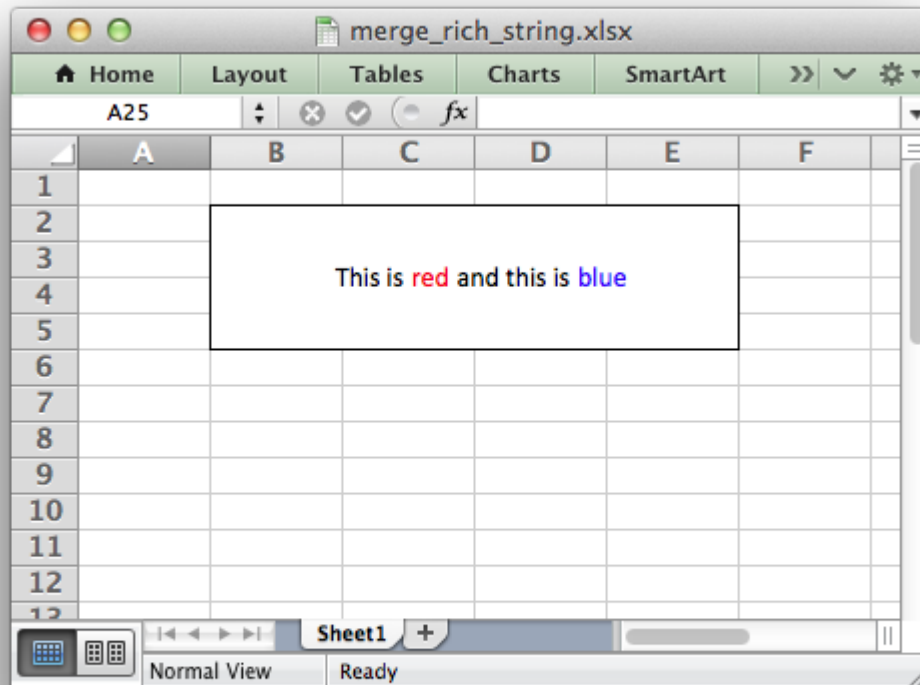 merge_rich_string.xlsx
Home Layout Tables Charts SmartArt
A25 fx
A B C D E F
1
2
3
This is red and this is blue
4
5
6
7
8
9
10
11
12
13
Sheet1 +
Normal View Ready